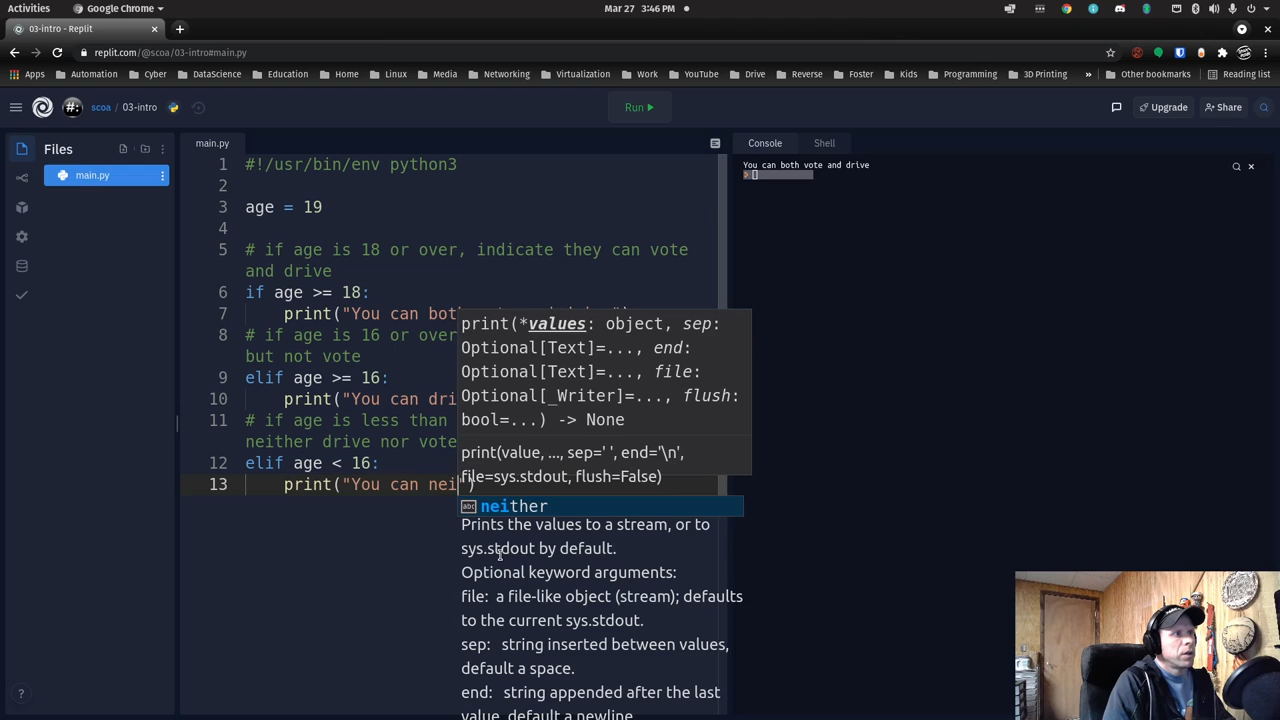 Activities
Google Chrome
Mar 27 3:46 PM
03-intro - Replit
replit.com/@scoa/03-intro#main.py
Apps Automation Cyber DataScience Education Home Linux Media Networking Virtualization Work YouTube Drive Reverse Foster Kids Programming 3D Printing » Other bookmarks Reading list
scoa / 03-intro
Run
Upgrade
Share
Files
main.py
main.py
1 #!/usr/bin/env python3
2
3 age = 19
4
5 # if age is 18 or over, indicate they can vote
and drive
6 if age >= 18:
7 print("You can bot
8 # if age is 16 or over
but not vote
9 elif age >= 16:
10 print("You can dri
11 # if age is less than
neither drive nor vote
12 elif age < 16:
13 print("You can nei")
print(*values: object, sep:
Optional[Text]=..., end:
Optional[Text]=..., file:
Optional[_Writer]=..., flush:
bool=...) -> None
print(value, ..., sep=' ', end='\n',
file=sys.stdout, flush=False)
neither
Prints the values to a stream, or to
sys.stdout by default.
Optional keyword arguments:
file: a file-like object (stream); defaults
to the current sys.stdout.
sep: string inserted between values,
default a space.
end: string appended after the last
value, default a newline.
Console
Shell
You can both vote and drive